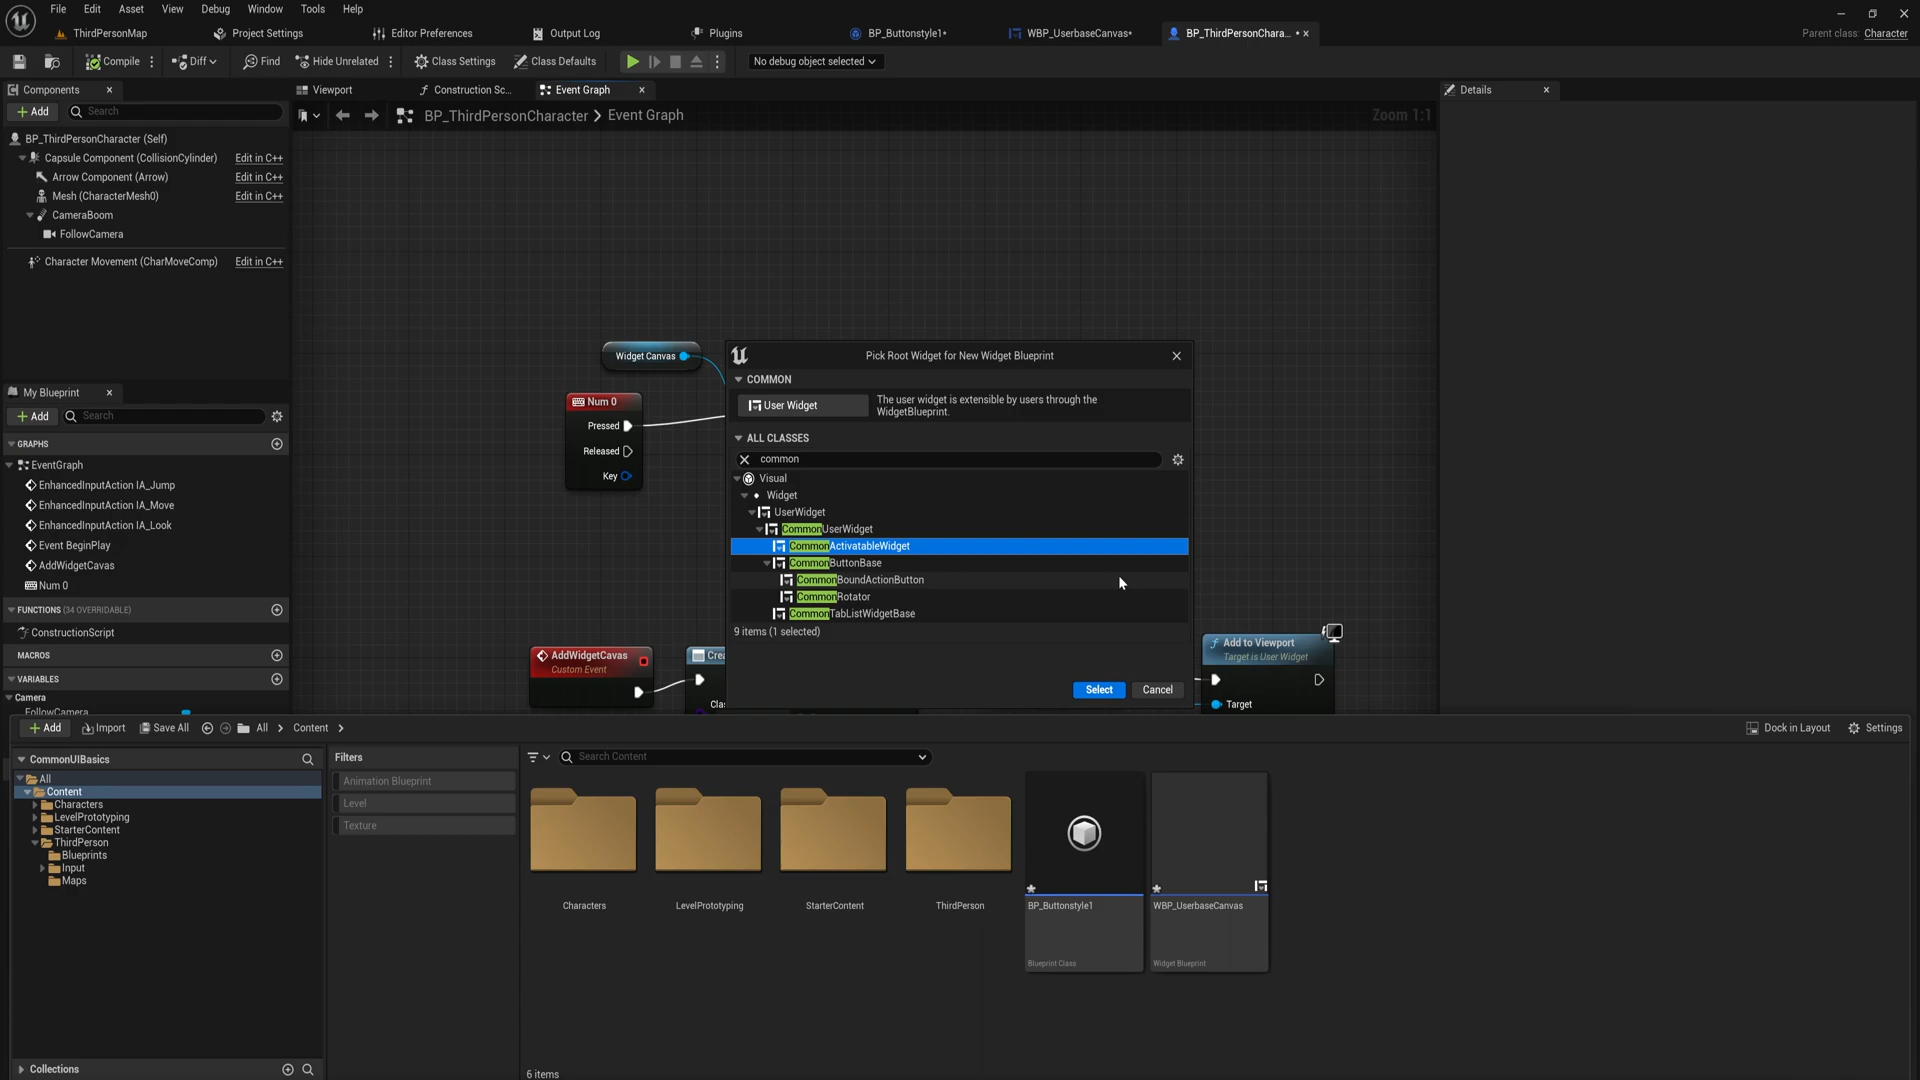 File Edit Asset View Debug Window Tools Help
ThirdPersonMap Project Settings Editor Preferences Output Log Plugins BP_Buttonstyle1* WBP_UserbaseCanvas* BP_ThirdPersonChara... • × Parent class: Character
Compile Diff Find Hide Unrelated Class Settings Class Defaults No debug object selected
Components Viewport Construction Sc... Event Graph Details
Add Search BP_ThirdPersonCharacter > Event Graph Zoom 1:1
BP_ThirdPersonCharacter (Self)
Capsule Component (CollisionCylinder) Edit in C++
Arrow Component (Arrow) Edit in C++
Mesh (CharacterMesh0) Edit in C++
CameraBoom
FollowCamera
Character Movement (CharMoveComp) Edit in C++
My Blueprint
Add Search
GRAPHS
EventGraph
EnhancedInputAction IA_Jump
EnhancedInputAction IA_Move
EnhancedInputAction IA_Look
Event BeginPlay
AddWidgetCavas
Num 0
FUNCTIONS (34 OVERRIDABLE)
ConstructionScript
MACROS
VARIABLES
Camera
FollowCamera
Widget Canvas
Num 0
Pressed
Released
Key
AddWidgetCavas
Custom Event
Crea
Clas
Add to Viewport
Target is User Widget
Target
Pick Root Widget for New Widget Blueprint
COMMON
User Widget
The user widget is extensible by users through the
WidgetBlueprint.
ALL CLASSES
common
Visual
Widget
UserWidget
CommonUserWidget
CommonActivatableWidget
CommonButtonBase
CommonBoundActionButton
CommonRotator
CommonTabListWidgetBase
9 items (1 selected)
Select Cancel
Add Import Save All All > Content > Dock in Layout Settings
CommonUIBasics
All
Content
Characters
LevelPrototyping
StarterContent
ThirdPerson
Blueprints
Input
Maps
Collections
Filters
Animation Blueprint
Level
Texture
Search Content
Characters LevelPrototyping StarterContent ThirdPerson BP_Buttonstyle1 WBP_UserbaseCanvas
Blueprint Class Widget Blueprint
6 items